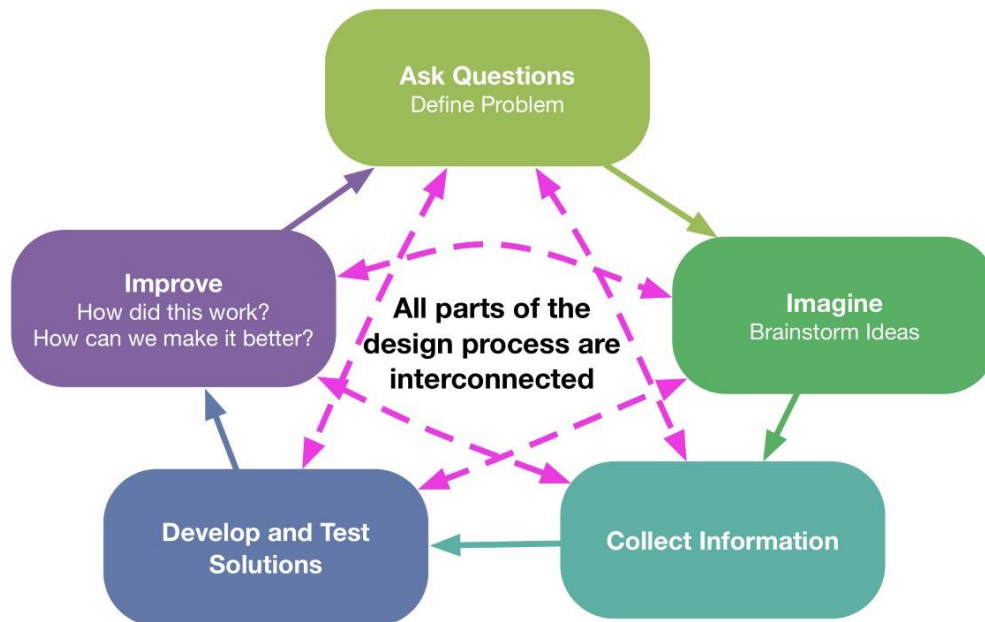 Ask Questions
Define Problem
Improve
How did this work?
How can we make it better?
All parts of the
design process are
interconnected
Imagine
Brainstorm Ideas
Develop and Test
Solutions
Collect Information